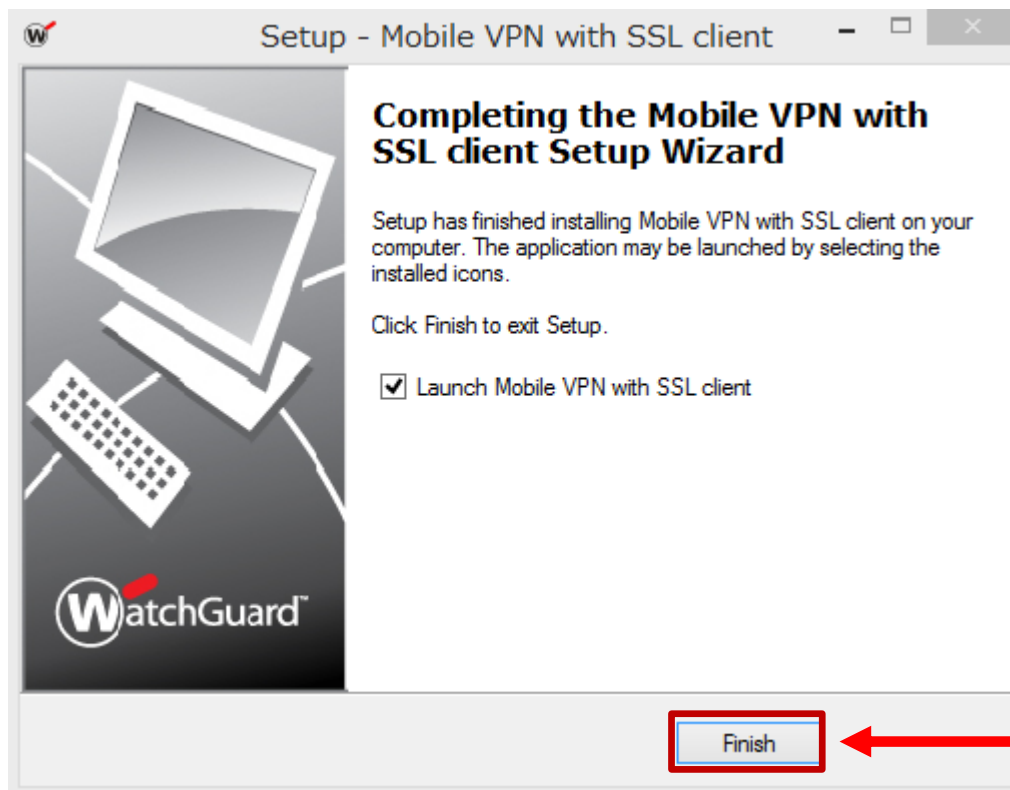 Setup - Mobile VPN with SSL client
Completing the Mobile VPN with
SSL client Setup Wizard
Setup has finished installing Mobile VPN with SSL client on your
computer. The application may be launched by selecting the
installed icons.
Click Finish to exit Setup.
Launch Mobile VPN with SSL client
WatchGuard™
Finish